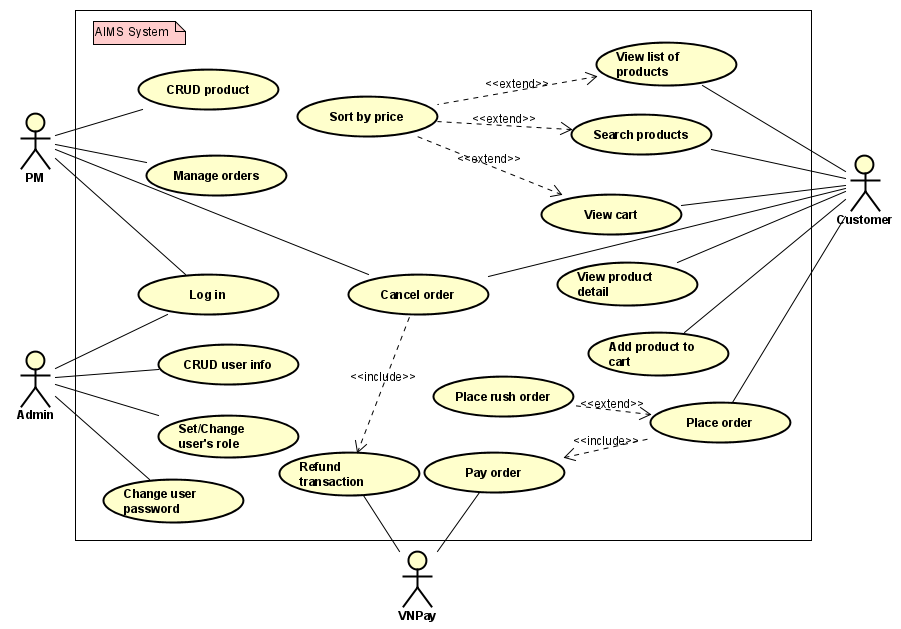 AIMS System
View list of
products
CRUD product
<<extend>>
Sort by price
<<extend>>
Search products
PM
<<extend>>
Manage orders
View cart
Customer
View product
detail
Log in
Cancel order
Add product to
cart
CRUD user info
<<include>>
Admin
Place rush order
<<extend>>
Place order
Set/Change
user's role
<<include>>
Refund
transaction
Pay order
Change user
password
VNPay